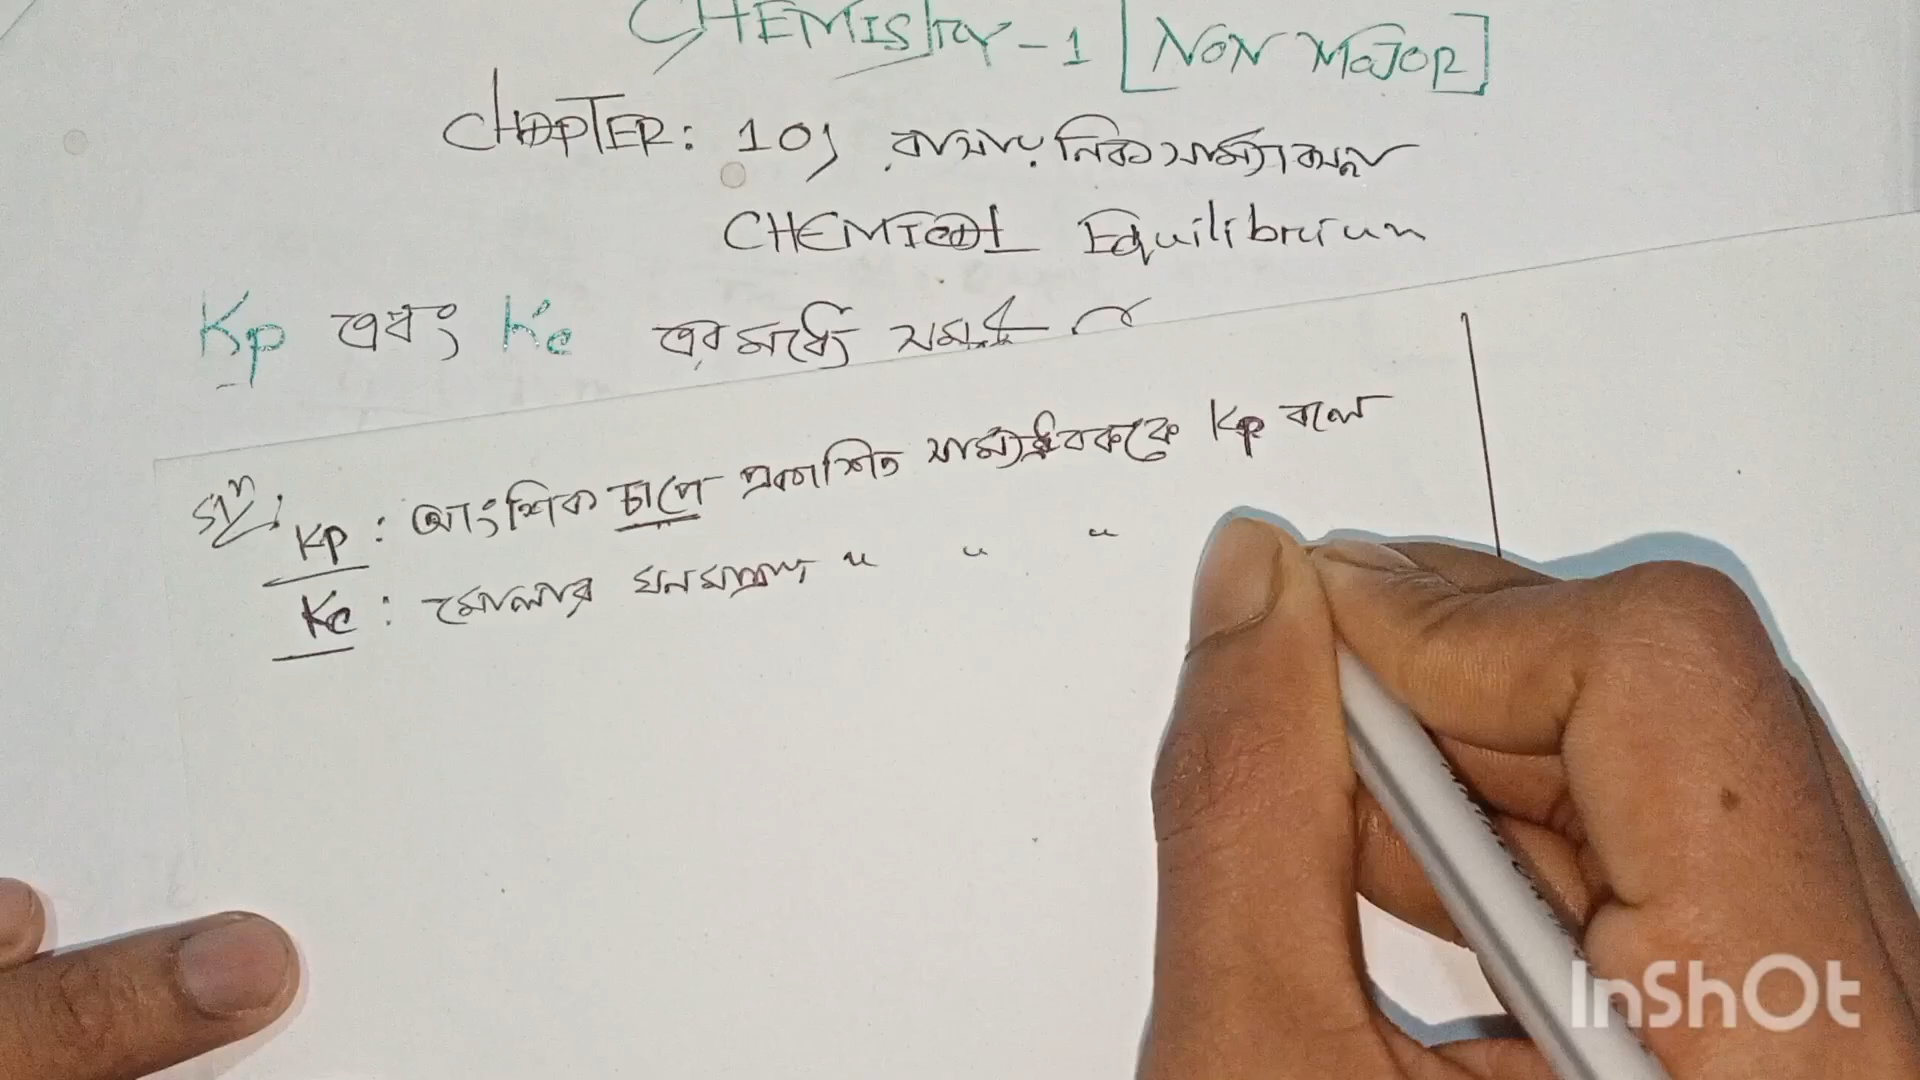 CHEMISTRY-1 [NON MAJOR]
CHAPTER: 10, রাসায়নিক সাম্যাবস্থা
CHEMICAL Equilibrium
Kp এবং Kc এর মধ্যে সম্পর্ক
Kp : আংশিক চাপে প্রকাশিত সাম্যধ্রুবককে Kp বলে
Kc : মোলার ঘনমাত্রায় " " "
InShOt